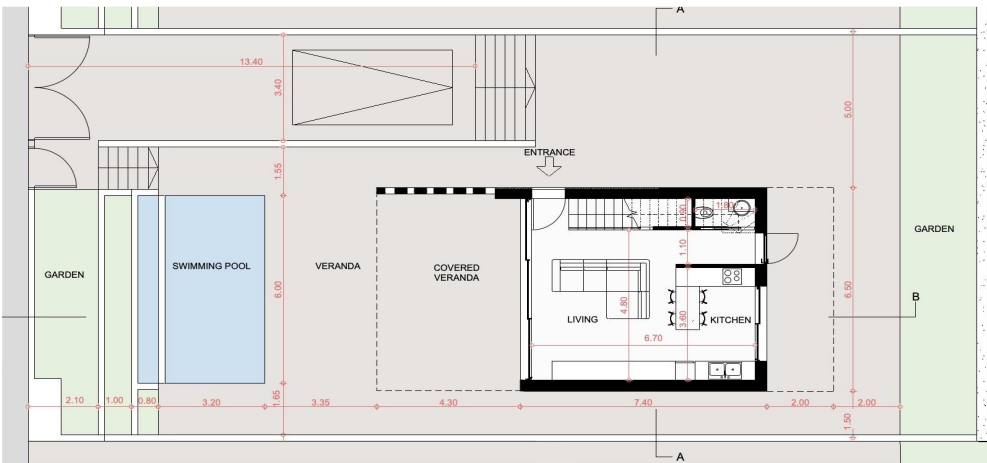 A
13.40
3.40
5.00
ENTRANCE
1.55
0.90
1.80
GARDEN
SWIMMING POOL
VERANDA
COVERED
VERANDA
1.10
GARDEN
6.00
4.80
3.60
6.50
B
LIVING
KITCHEN
6.70
2.10
1.00
0.80
3.20
1.65
3.35
4.30
7.40
2.00
2.00
1.50
A